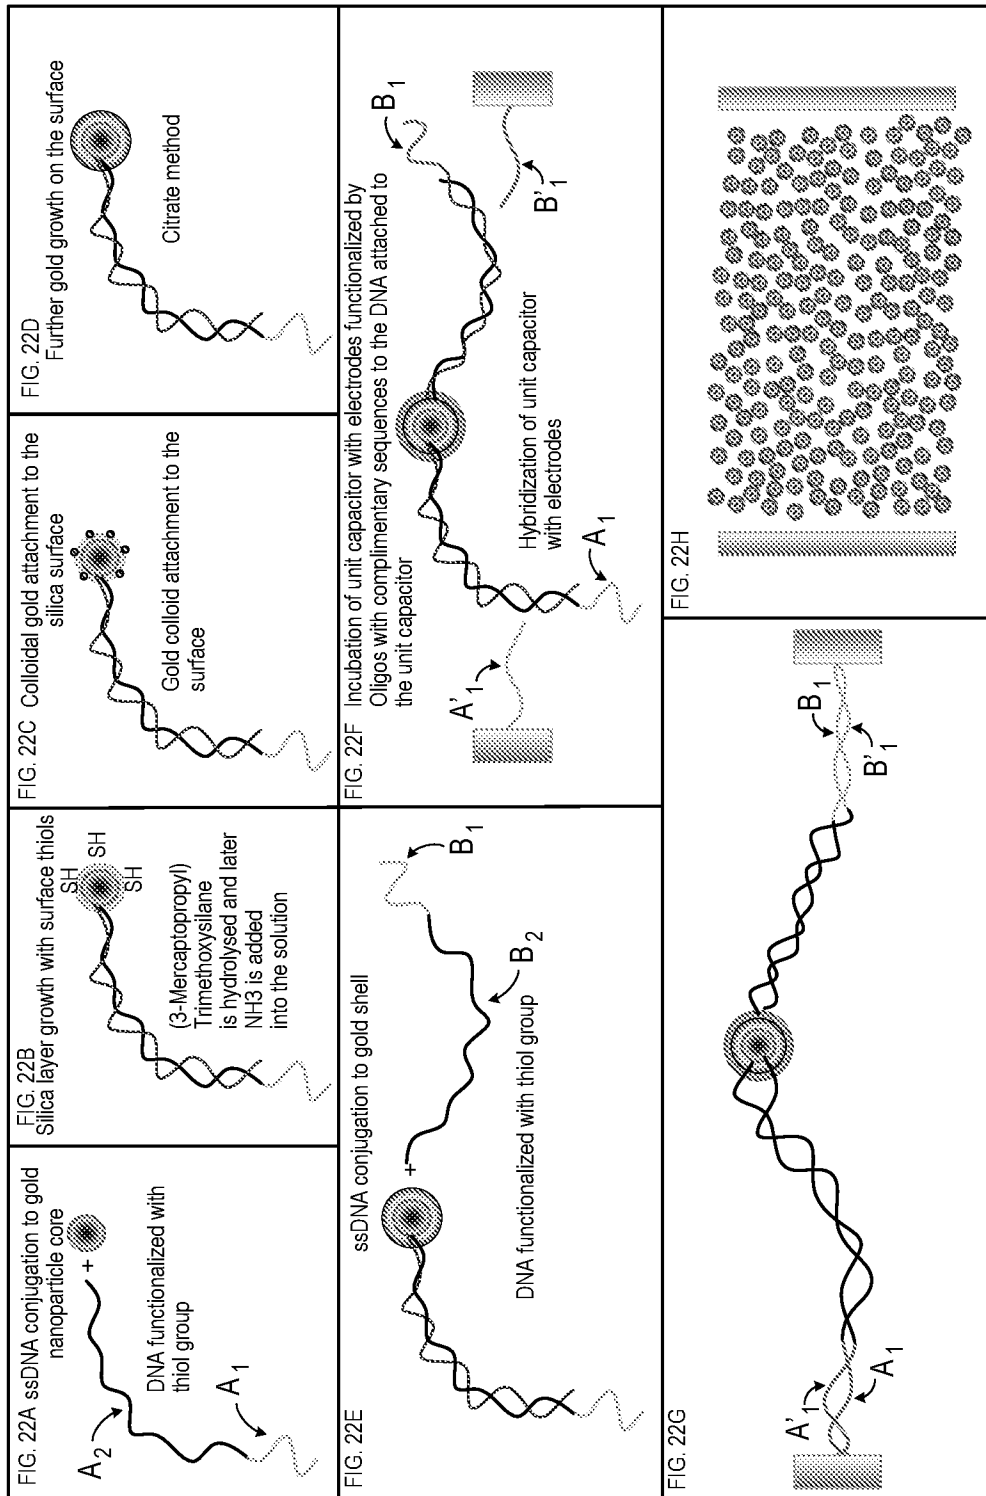 FIG. 22A ssDNA conjugation to gold
nanoparticle core
+
A2
DNA functionalized with
thiol group
A1
FIG. 22B
Silica layer growth with surface thiols
SH
SH
SH
(3-Mercaptopropyl)
Trimethoxysilane
is hydrolysed and later
NH3 is added
into the solution
FIG. 22C Colloidal gold attachment to the
silica surface
Gold colloid attachment to the
surface
FIG. 22D
Further gold growth on the surface
Citrate method
FIG. 22E
ssDNA conjugation to gold shell
+
B1
B2
DNA functionalized with thiol group
FIG. 22F Incubation of unit capacitor with electrodes functionalized by
Oligos with complimentary sequences to the DNA attached to
the unit capacitor
B1
A'1
B'1
Hybridization of unit capacitor
with electrodes
A1
FIG. 22G
A'1
A1
B1
B'1
FIG. 22H